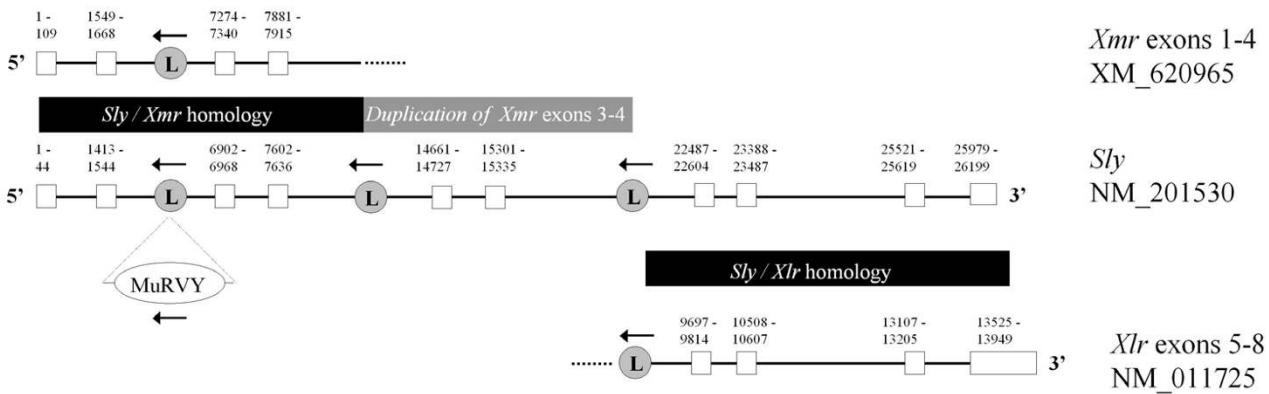 1 - 1549 - 7274 - 7881 -
109 1668 7340 7915
5' L
Xmr exons 1-4
XM_620965
Sly / Xmr homology Duplication of Xmr exons 3-4
1 - 1413 - 6902 - 7602 - 14661 - 15301 - 22487 - 23388 - 25521 - 25979 -
44 1544 6968 7636 14727 15335 22604 23487 25619 26199
5' L L L 3'
Sly
NM_201530
MuRVY
Sly / Xlr homology
9697 - 10508 - 13107 - 13525 -
9814 10607 13205 13949
L 3'
Xlr exons 5-8
NM_011725